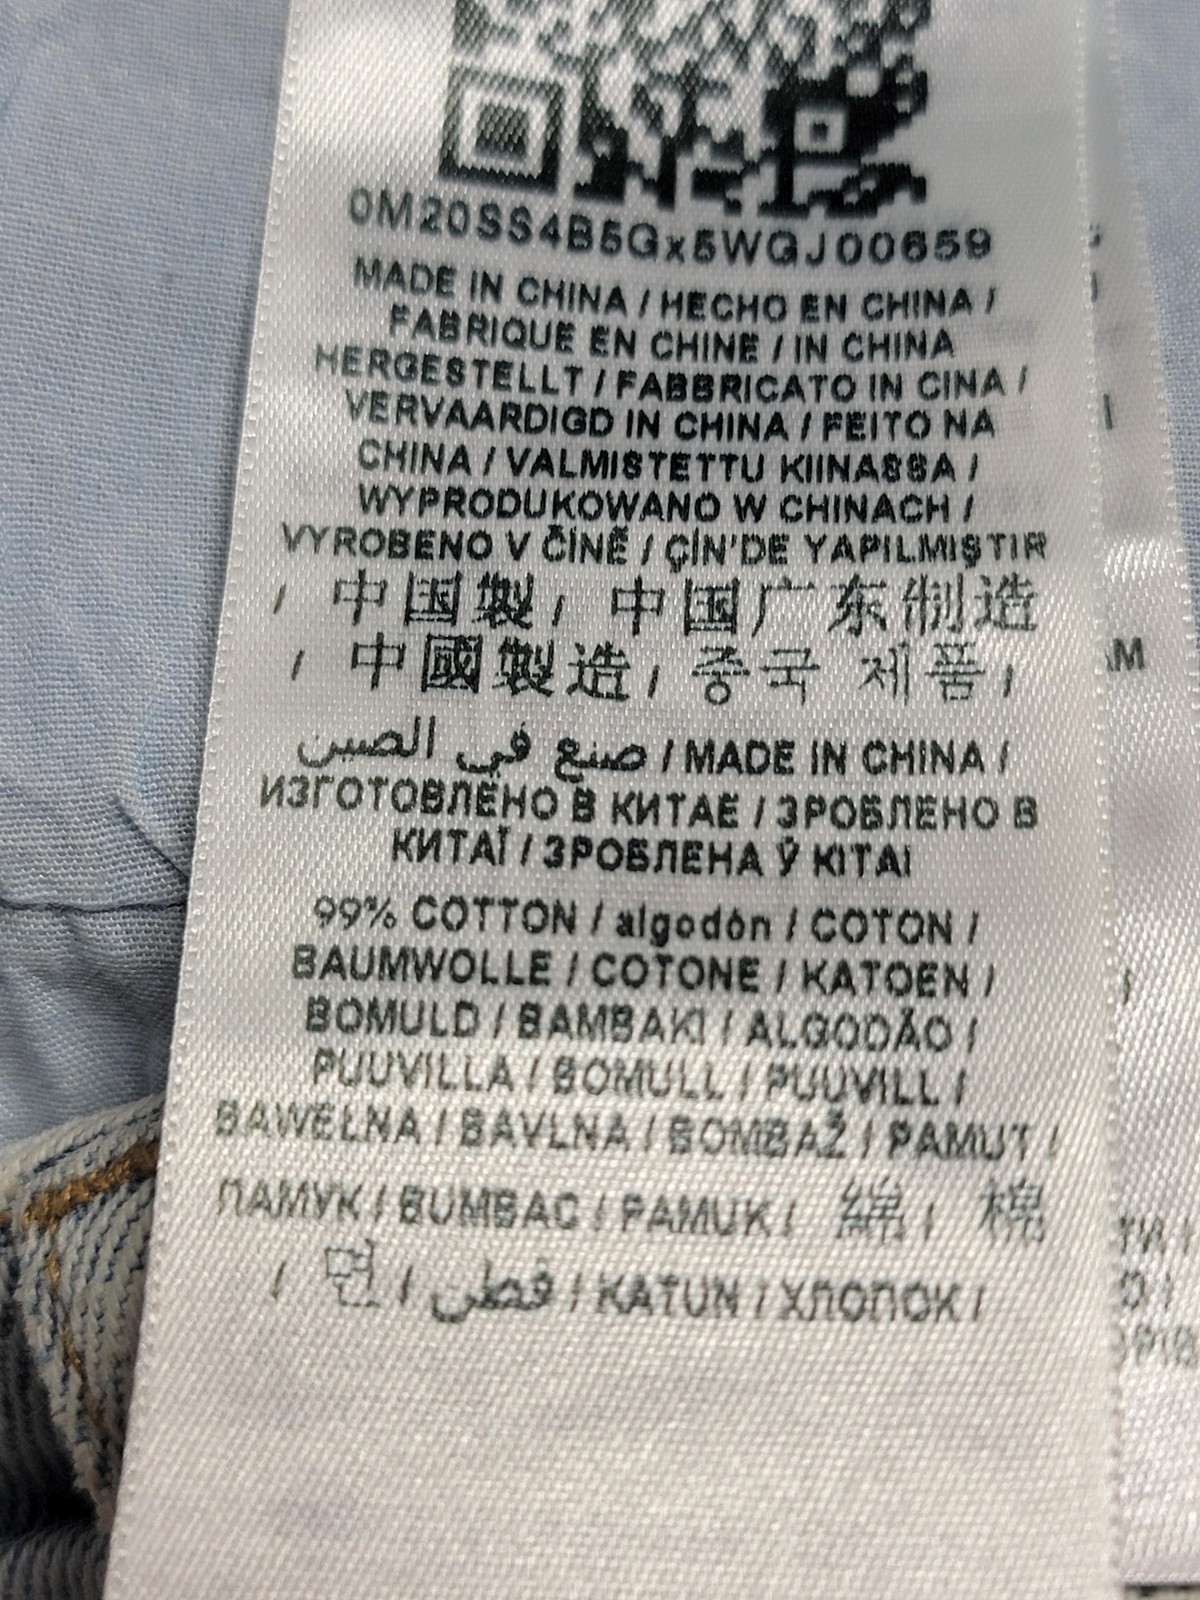 0M20SS4B5Gx5WGJ00659
MADE IN CHINA / HECHO EN CHINA /
FABRIQUE EN CHINE / IN CHINA
HERGESTELLT / FABBRICATO IN CINA /
VERVAARDIGD IN CHINA / FEITO NA
CHINA / VALMISTETTU KIINASSA /
WYPRODUKOWANO W CHINACH /
VYROBENO V ČÍNĚ / ÇİN'DE YAPILMIŞTIR
/ 中国製 / 中国广东制造
/ 中國製造 / 중국 제품 /
صنع في الصين / MADE IN CHINA /
ИЗГОТОВЛЕНО В КИТАЕ / ЗРОБЛЕНО В
КИТАЇ / ЗРОБЛЕНА Ў КІТАІ
99% COTTON / algodón / COTON /
BAUMWOLLE / COTONE / KATOEN /
BOMULD / BAMBAKI / ALGODÃO /
PUUVILLA / BOMULL / PUUVILL /
BAWEŁNA / BAVLNA / BOMBAŽ / PAMUT /
ПАМУК / BUMBAC / PAMUK / 綿 / 棉
/ 면 / قطن / KATUN / ХЛОПОК /